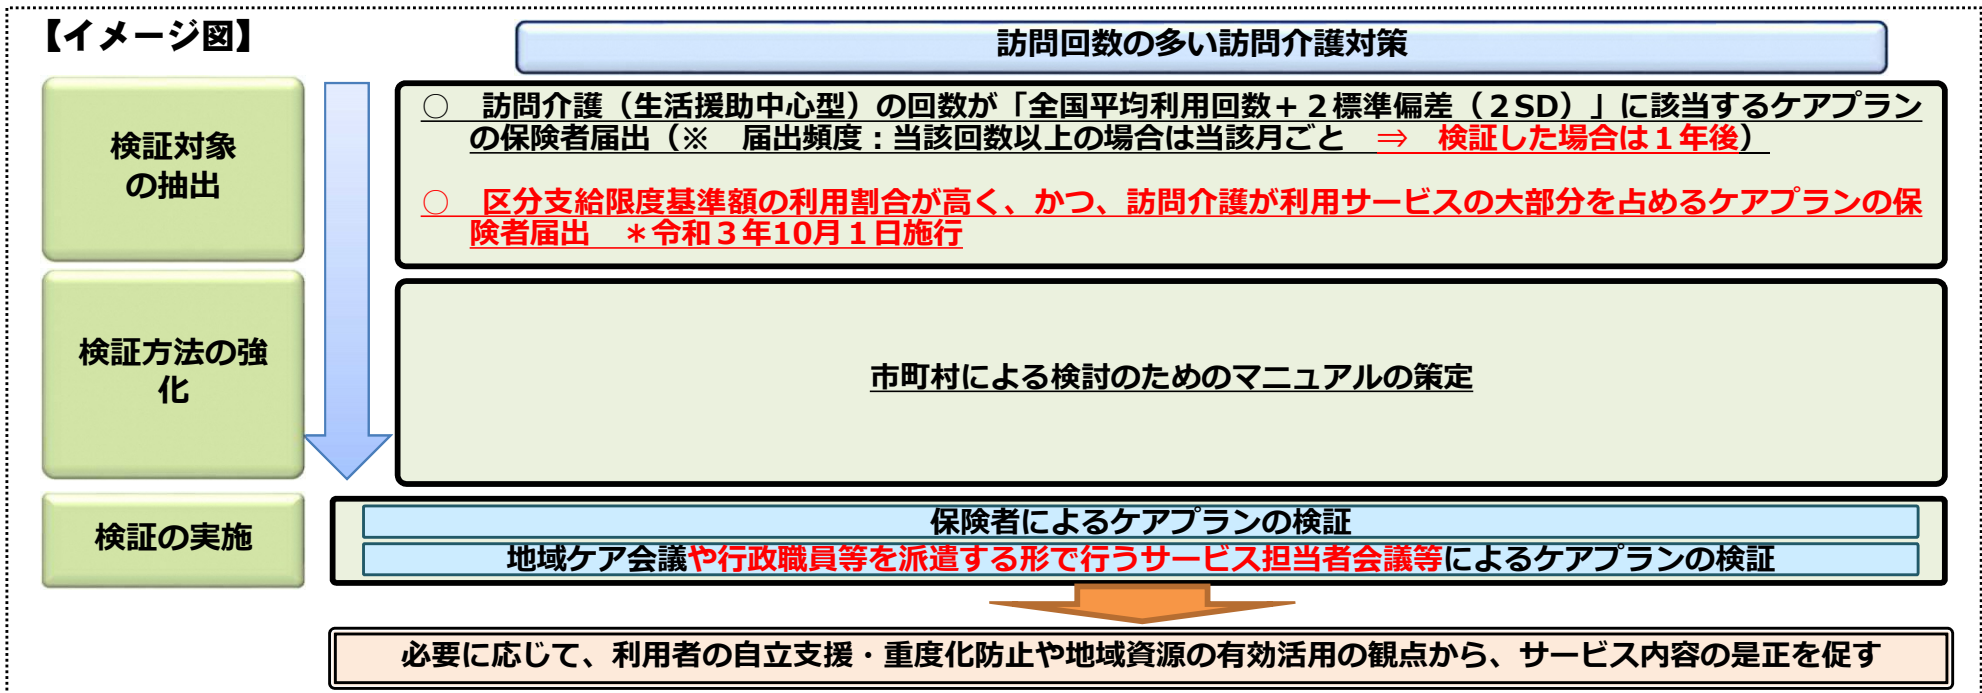 【イメージ図】
訪問回数の多い訪問介護対策
検証対象
の抽出
○　訪問介護（生活援助中心型）の回数が「全国平均利用回数＋２標準偏差（２SD）」に該当するケアプラン
の保険者届出（※　届出頻度：当該回数以上の場合は当該月ごと　⇒　検証した場合は１年後）
○　区分支給限度基準額の利用割合が高く、かつ、訪問介護が利用サービスの大部分を占めるケアプランの保
険者届出　＊令和３年10月１日施行
検証方法の強
化
市町村による検討のためのマニュアルの策定
検証の実施
保険者によるケアプランの検証
地域ケア会議や行政職員等を派遣する形で行うサービス担当者会議等によるケアプランの検証
必要に応じて、利用者の自立支援・重度化防止や地域資源の有効活用の観点から、サービス内容の是正を促す